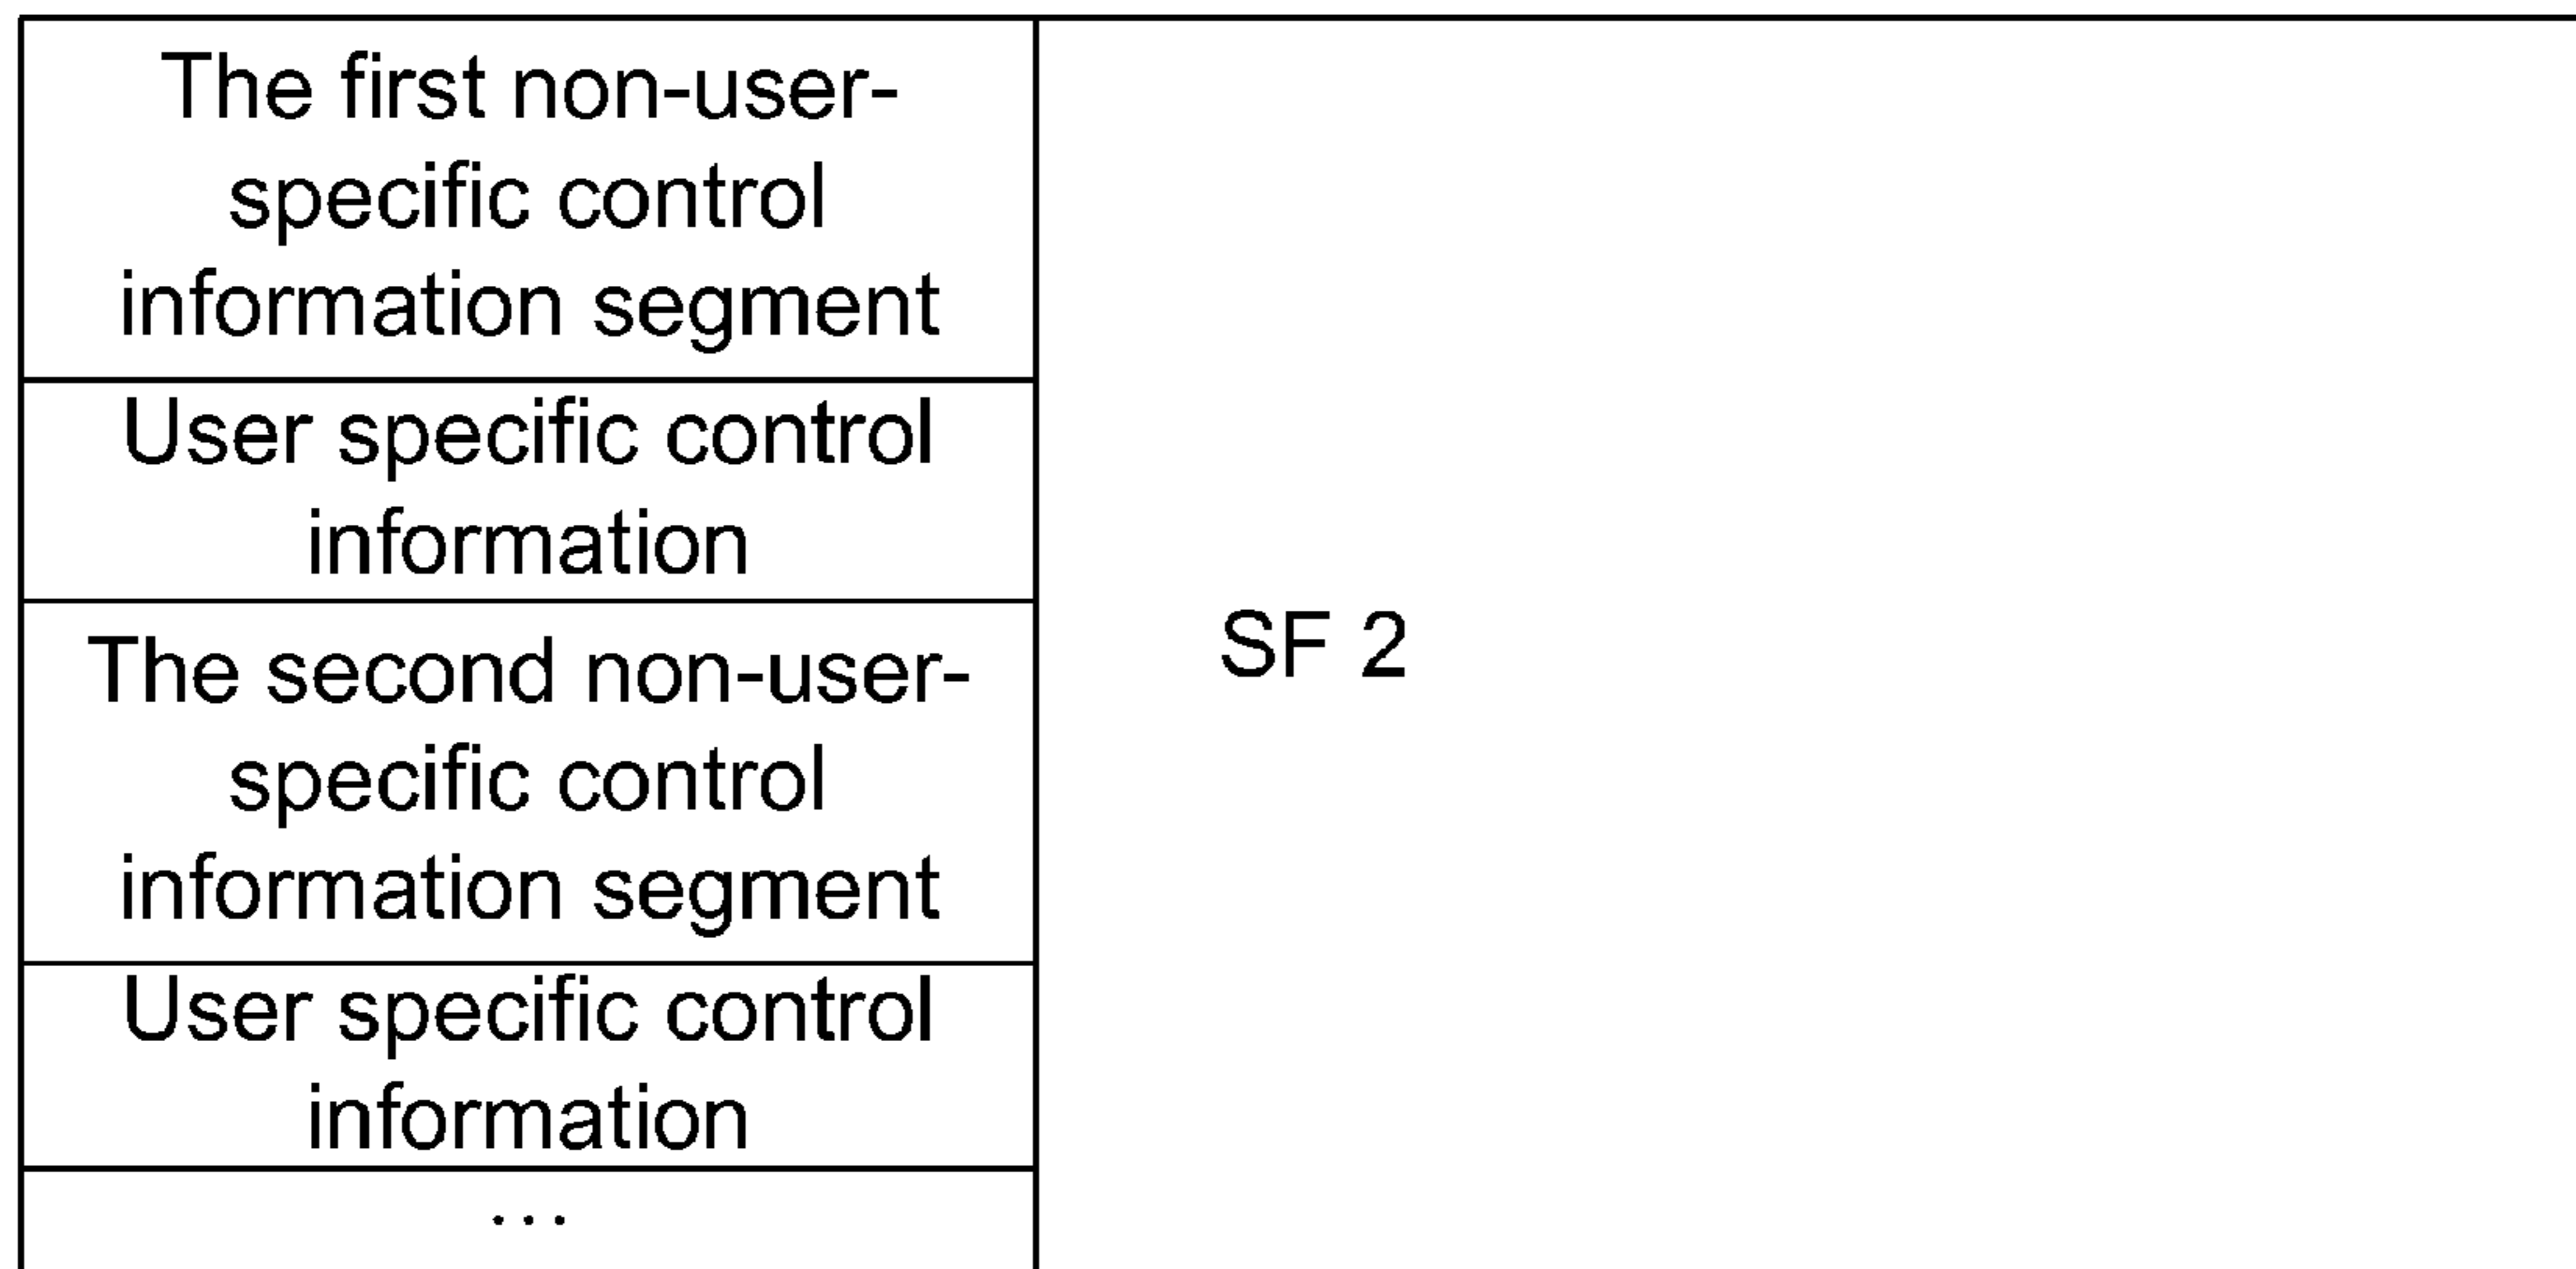 The first non-user-
specific control
information segment
User specific control
information
The second non-user-
specific control
information segment
User specific control
information
...
SF 2